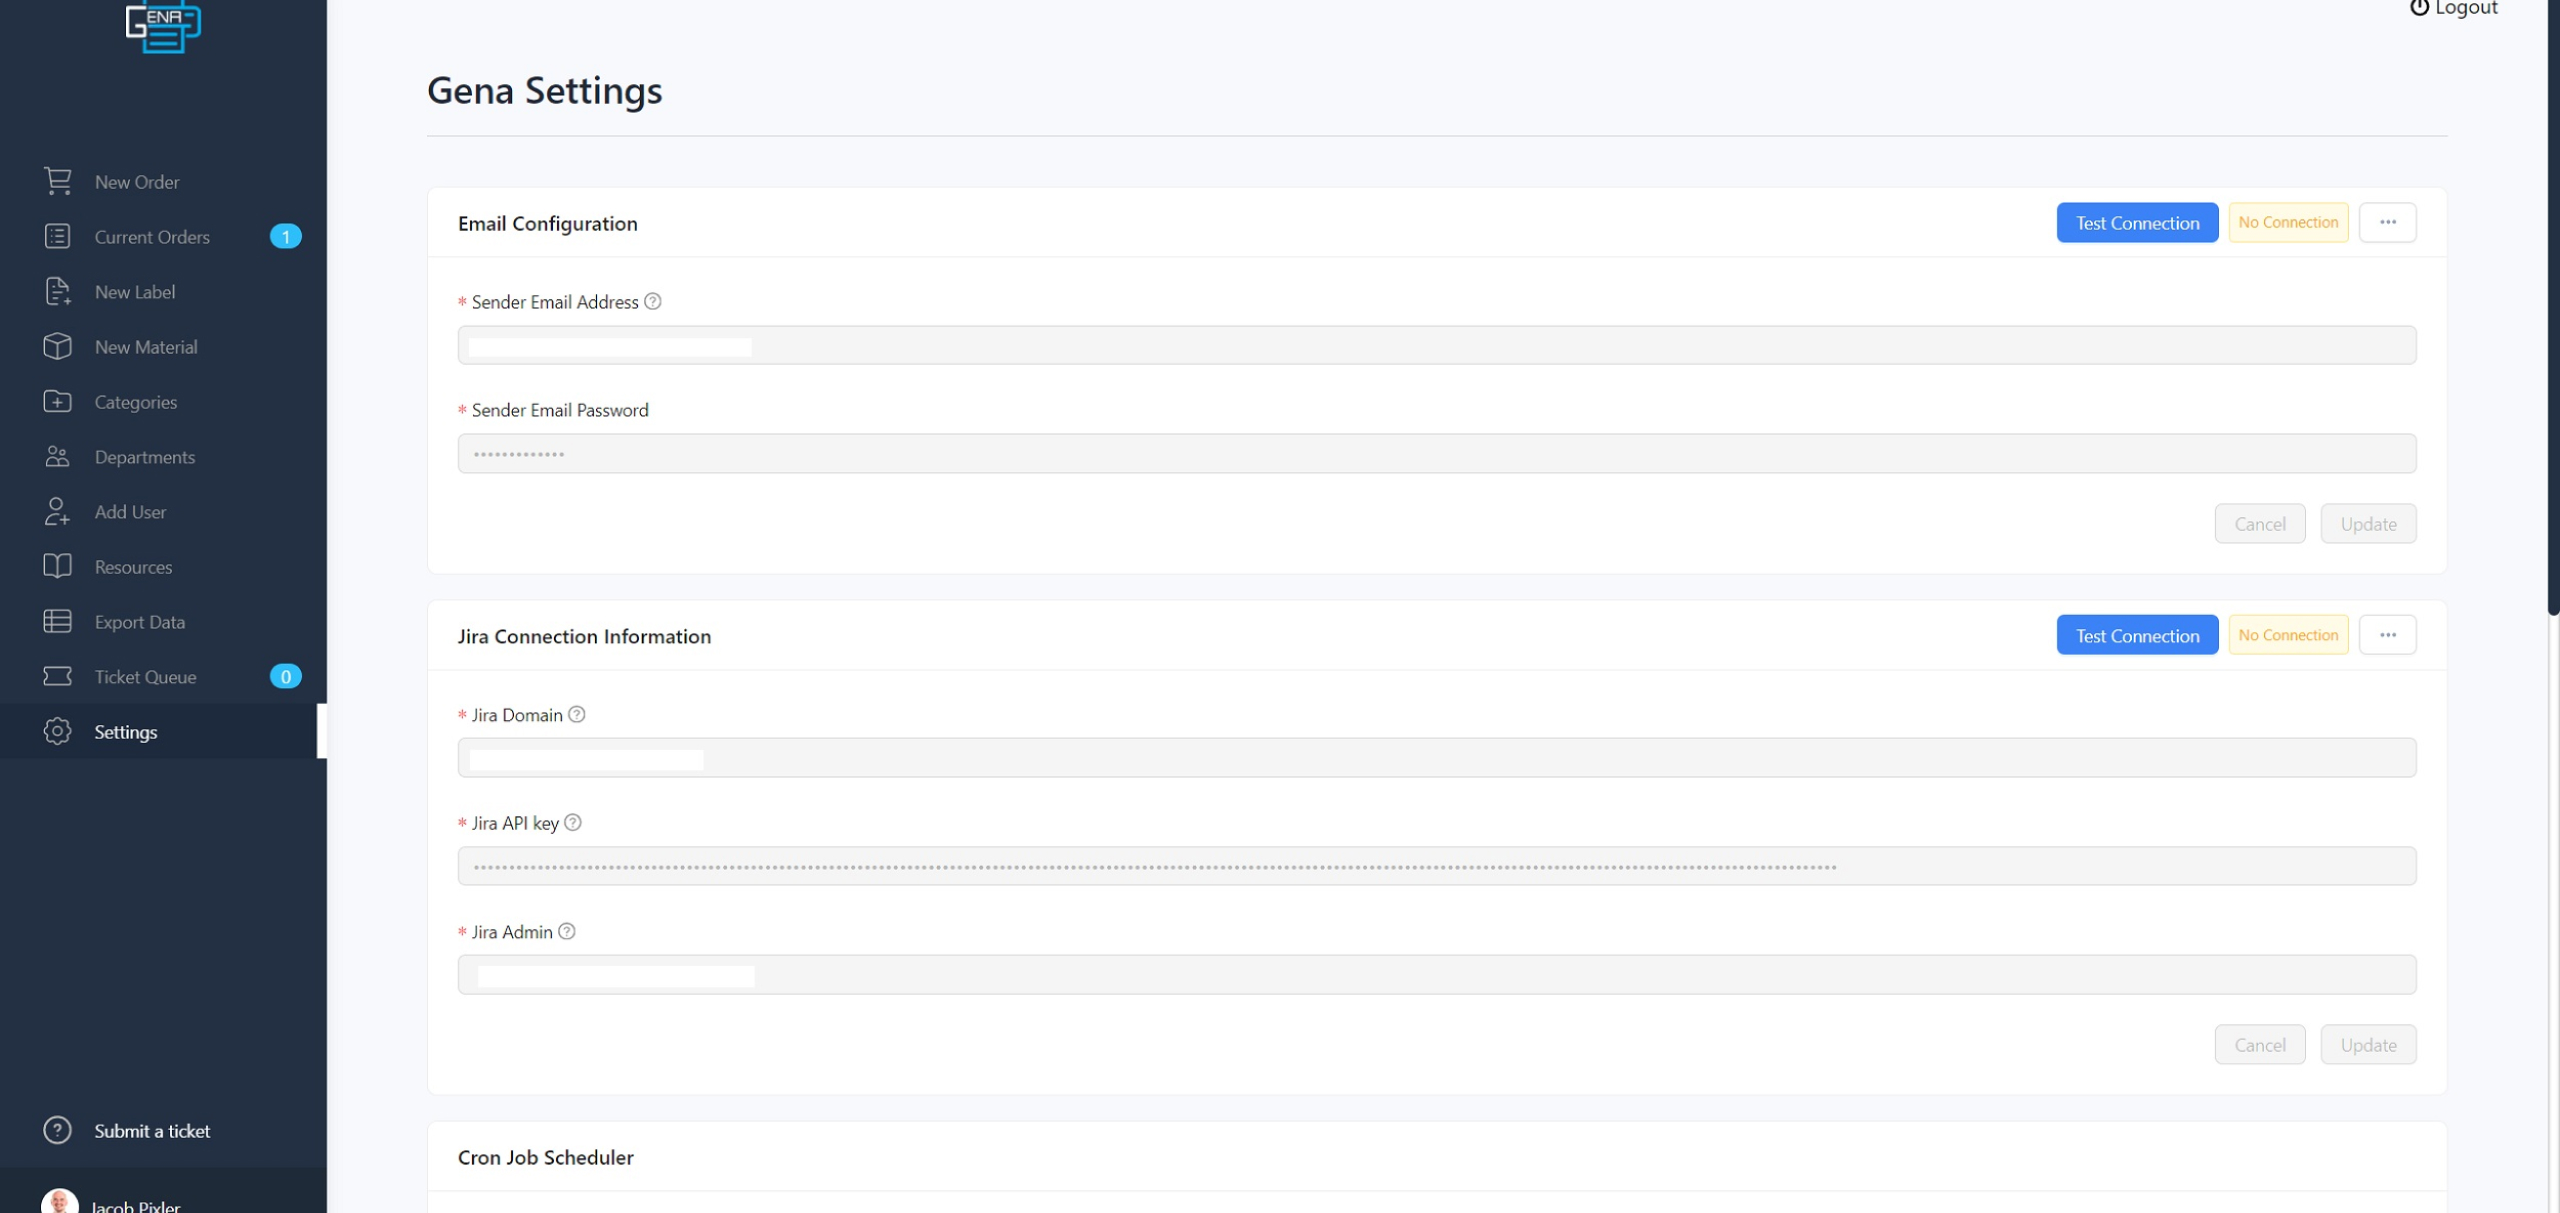 GENA
Logout
Gena Settings
New Order
Current Orders 1
New Label
New Material
Categories
Departments
Add User
Resources
Export Data
Ticket Queue 0
Settings
Submit a ticket
Jacob Pixler
Email Configuration
Test Connection
No Connection
...
* Sender Email Address ?
* Sender Email Password
Cancel
Update
Jira Connection Information
Test Connection
No Connection
...
* Jira Domain ?
* Jira API key ?
* Jira Admin ?
Cancel
Update
Cron Job Scheduler